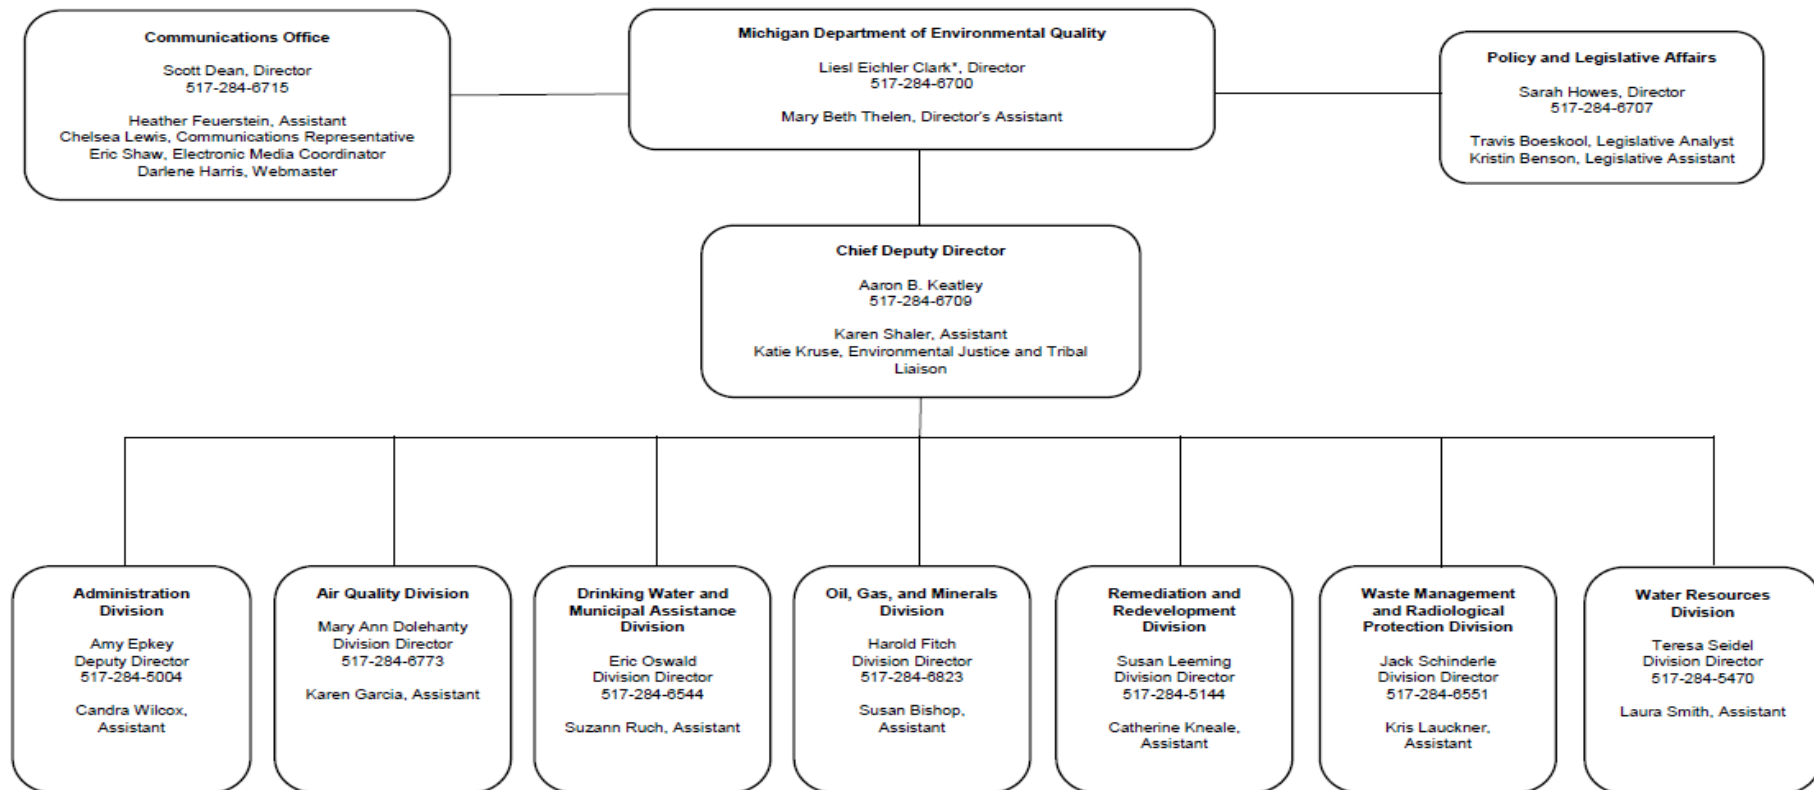 Communications Office
Scott Dean, Director
517-284-6715
Heather Feuerstein, Assistant
Chelsea Lewis, Communications Representative
Eric Shaw, Electronic Media Coordinator
Darlene Harris, Webmaster
Michigan Department of Environmental Quality
Liesl Eichler Clark*, Director
517-284-6700
Mary Beth Thelen, Director's Assistant
Policy and Legislative Affairs
Sarah Howes, Director
517-284-6707
Travis Boeskool, Legislative Analyst
Kristin Benson, Legislative Assistant
Chief Deputy Director
Aaron B. Keatley
517-284-6709
Karen Shaler, Assistant
Katie Kruse, Environmental Justice and Tribal
Liaison
Administration
Division
Amy Epkey
Deputy Director
517-284-5004
Candra Wilcox,
Assistant
Air Quality Division
Mary Ann Dolehanty
Division Director
517-284-6773
Karen Garcia, Assistant
Drinking Water and
Municipal Assistance
Division
Eric Oswald
Division Director
517-284-6544
Suzann Ruch, Assistant
Oil, Gas, and Minerals
Division
Harold Fitch
Division Director
517-284-6823
Susan Bishop,
Assistant
Remediation and
Redevelopment
Division
Susan Leeming
Division Director
517-284-5144
Catherine Kneale,
Assistant
Waste Management
and Radiological
Protection Division
Jack Schinderle
Division Director
517-284-6551
Kris Lauckner,
Assistant
Water Resources
Division
Teresa Seidel
Division Director
517-284-5470
Laura Smith, Assistant